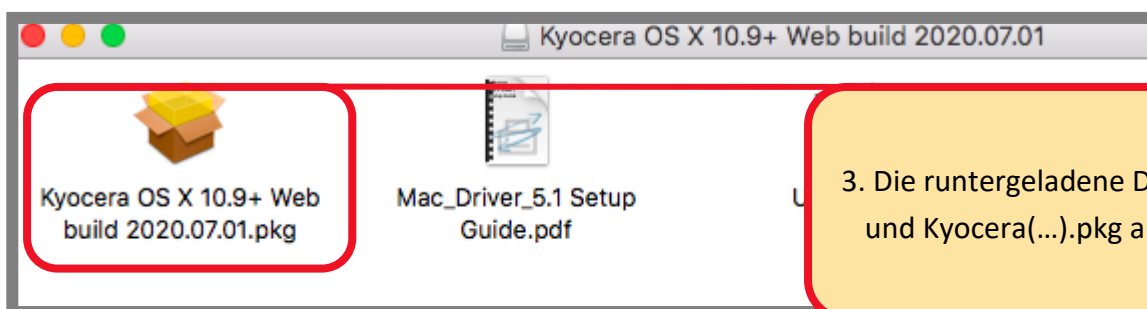 Kyocera OS X 10.9+ Web build 2020.07.01
Kyocera OS X 10.9+ Web
build 2020.07.01.pkg
Mac_Driver_5.1 Setup
Guide.pdf
3. Die runtergeladene
und Kyocera(...).pkg